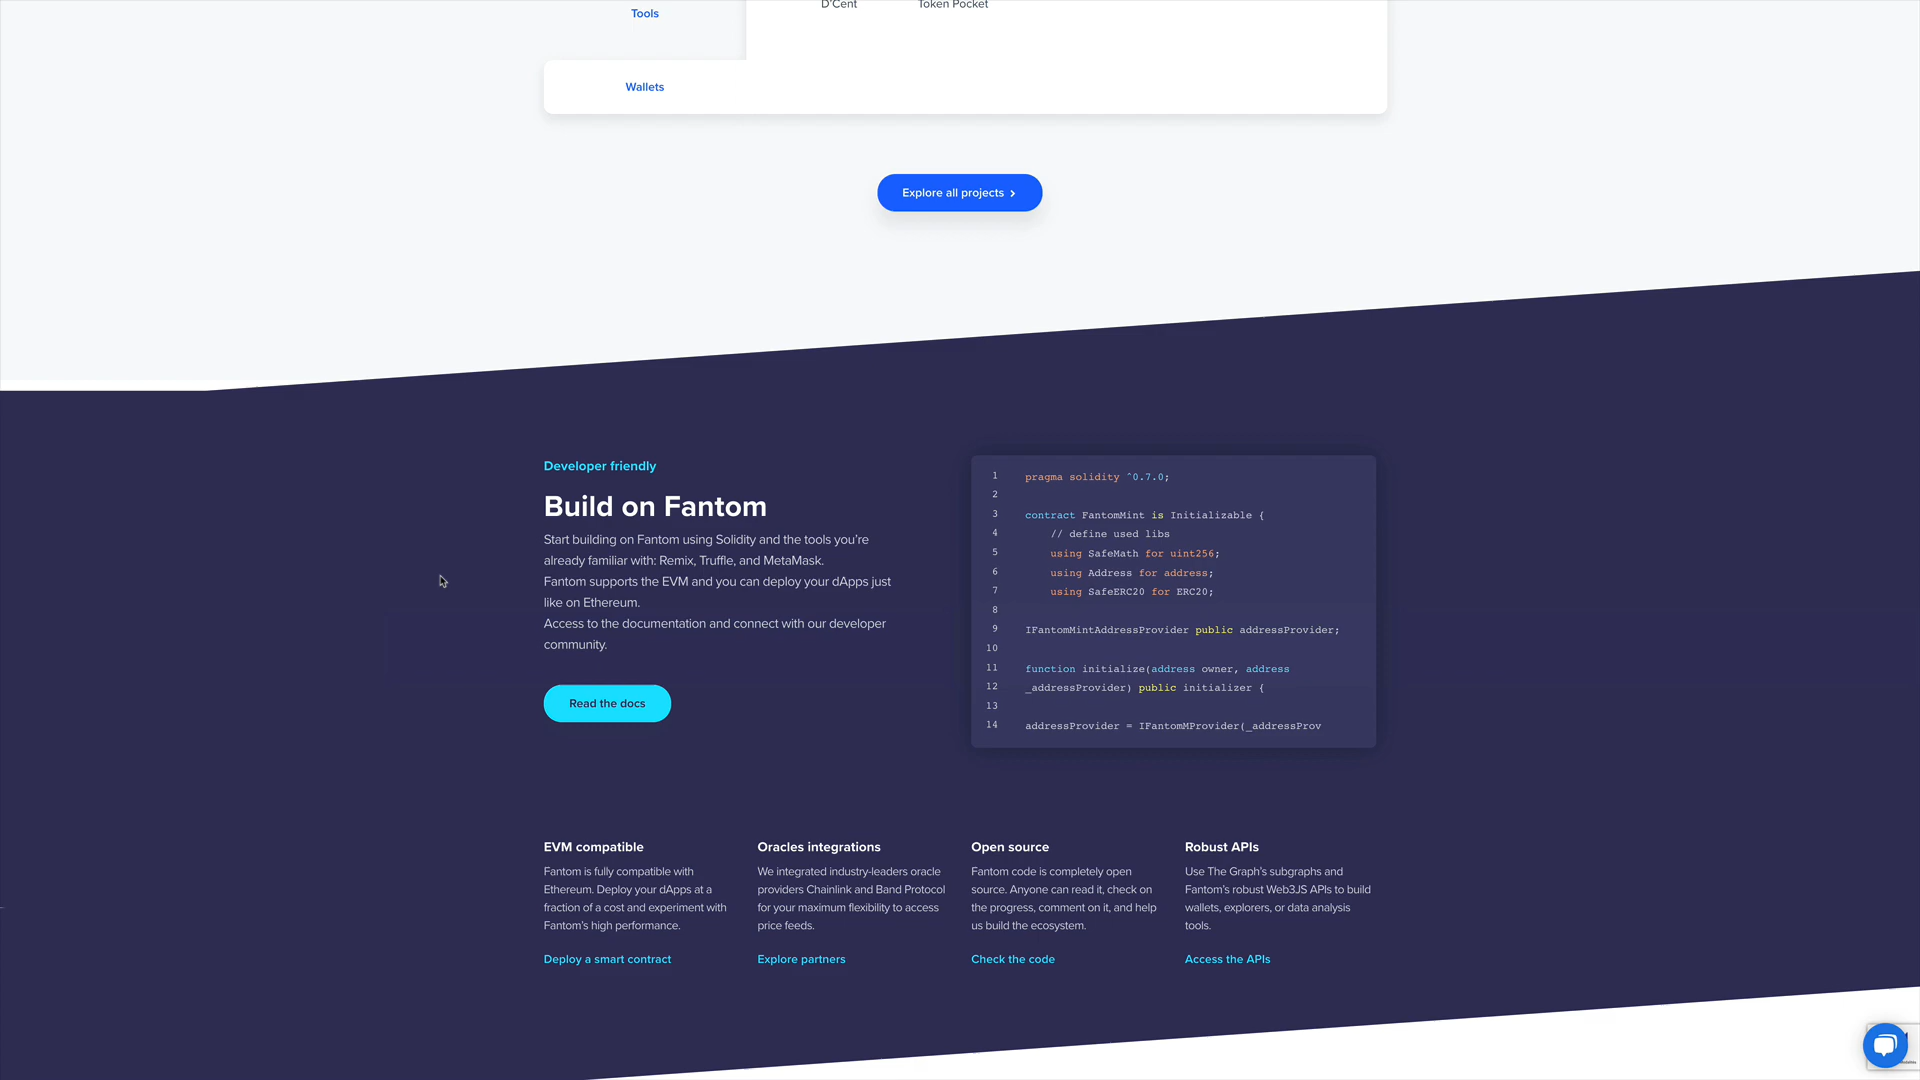 D'Cent
Token Pocket
Tools
Wallets
Explore all projects
Developer friendly
Build on Fantom
Start building on Fantom using Solidity and the tools you're
already familiar with: Remix, Truffle, and MetaMask.
Fantom supports the EVM and you can deploy your dApps just
like on Ethereum.
Access to the documentation and connect with our developer
community.
Read the docs
1 pragma solidity ^0.7.0;
2
3 contract FantomMint is Initializable {
4 // define used libs
5 using SafeMath for uint256;
6 using Address for address;
7 using SafeERC20 for ERC20;
8
9 IFantomMintAddressProvider public addressProvider;
10
11 function initialize(address owner, address
12 _addressProvider) public initializer {
13
14 addressProvider = IFantomMProvider(_addressProv
EVM compatible
Fantom is fully compatible with
Ethereum. Deploy your dApps at a
fraction of a cost and experiment with
Fantom's high performance.
Deploy a smart contract
Oracles integrations
We integrated industry-leaders oracle
providers Chainlink and Band Protocol
for your maximum flexibility to access
price feeds.
Explore partners
Open source
Fantom code is completely open
source. Anyone can read it, check on
the progress, comment on it, and help
us build the ecosystem.
Check the code
Robust APIs
Use The Graph's subgraphs and
Fantom's robust Web3JS APIs to build
wallets, explorers, or data analysis
tools.
Access the APIs